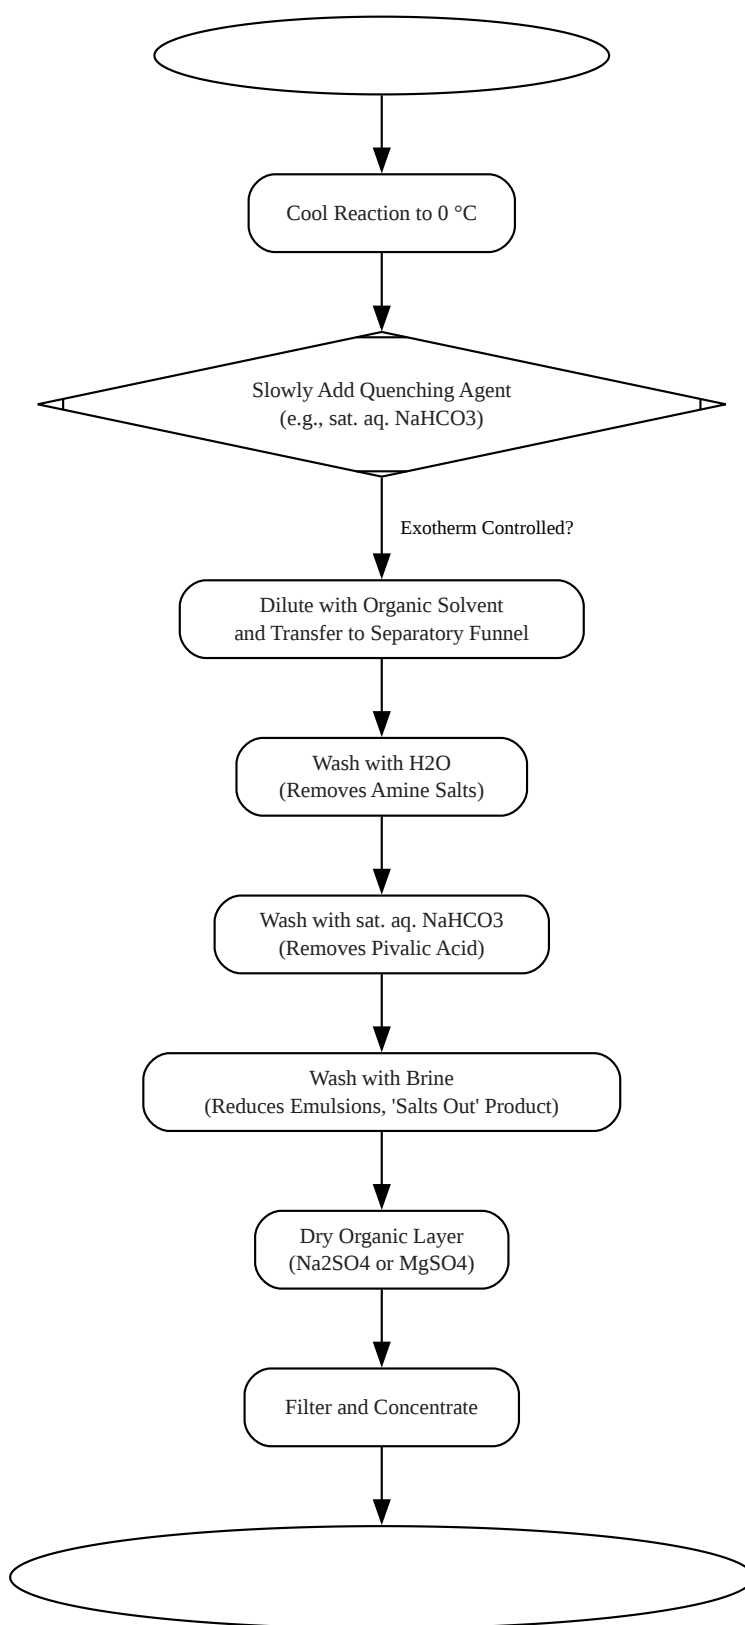 Cool Reaction to 0 °C
Slowly Add Quenching Agent
(e.g., sat. aq. NaHCO3)
Exotherm Controlled?
Dilute with Organic Solvent
and Transfer to Separatory Funnel
Wash with H2O
(Removes Amine Salts)
Wash with sat. aq. NaHCO3
(Removes Pivalic Acid)
Wash with Brine
(Reduces Emulsions, 'Salts Out' Product)
Dry Organic Layer
(Na2SO4 or MgSO4)
Filter and Concentrate